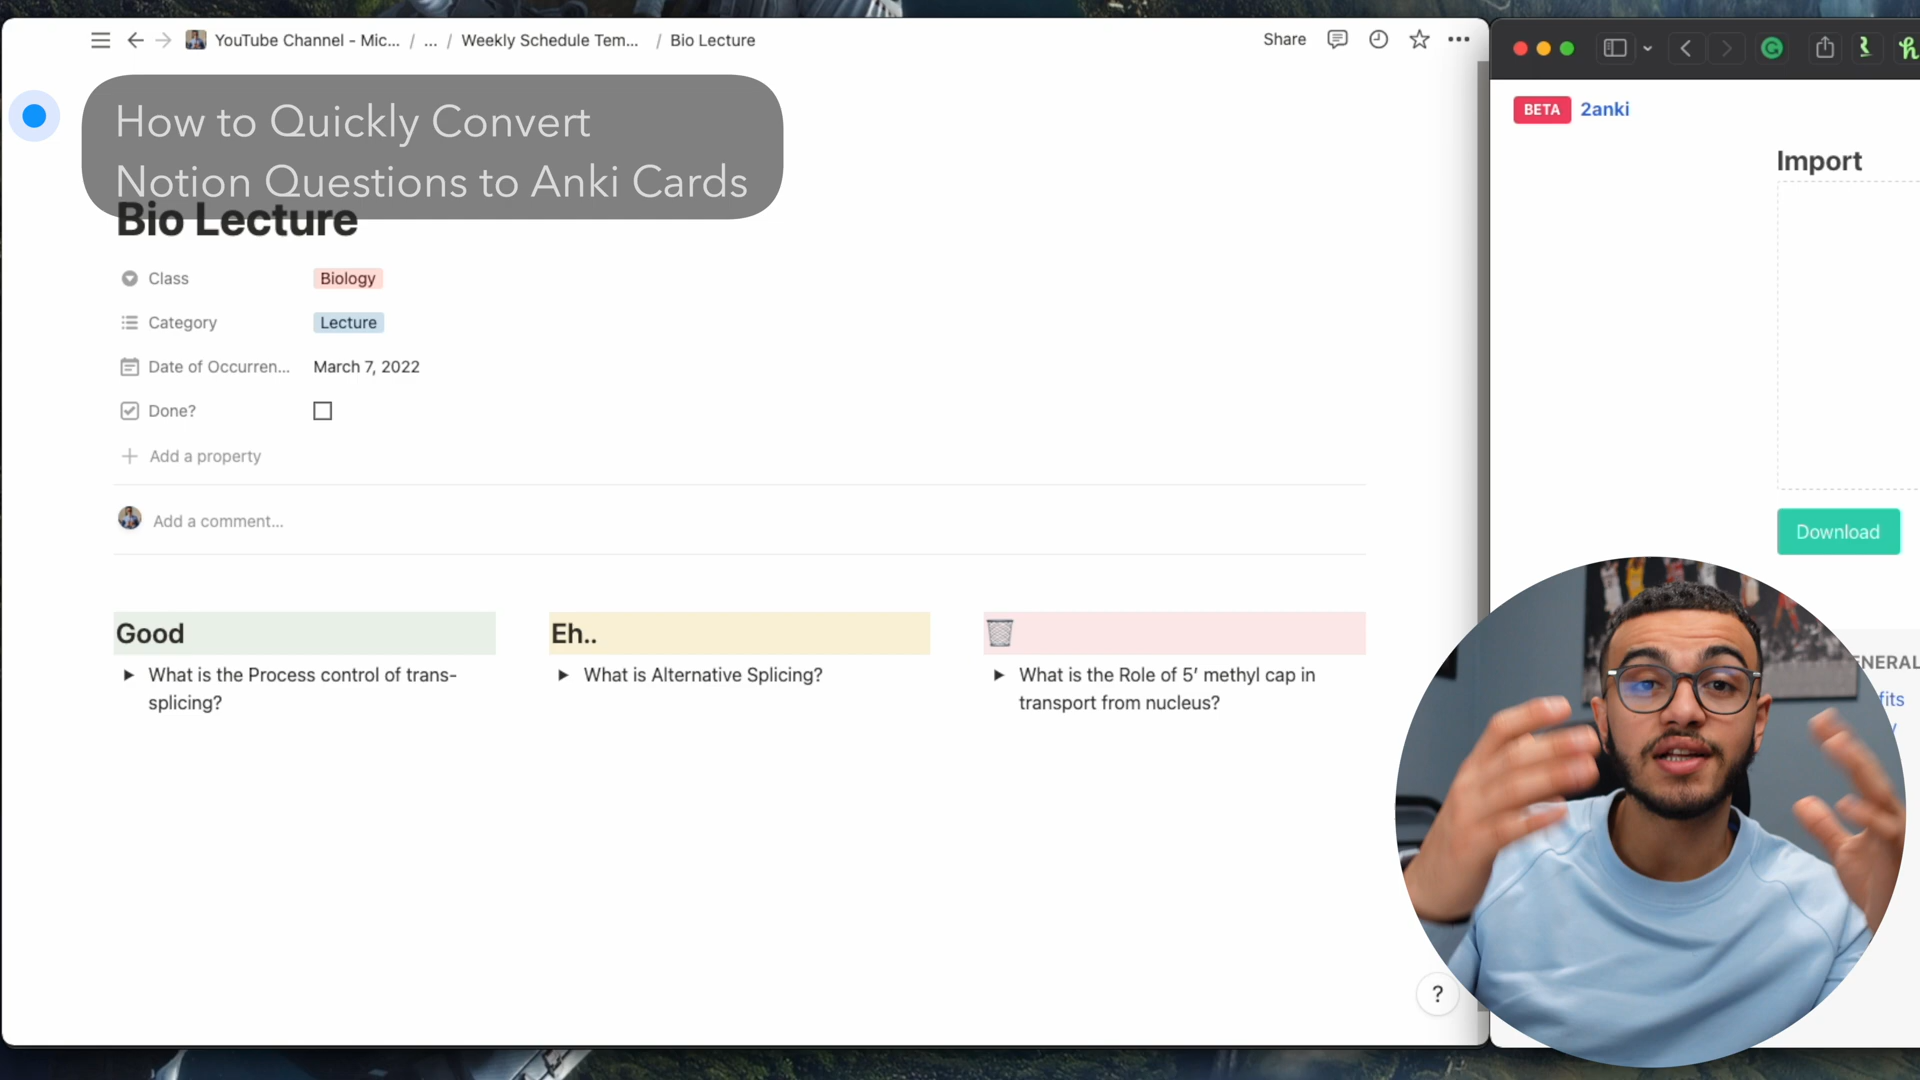 YouTube Channel - Mic... / ... / Weekly Schedule Tem... / Bio Lecture
Share
How to Quickly Convert
Notion Questions to Anki Cards
Bio Lecture
Class Biology
Category Lecture
Date of Occurren... March 7, 2022
Done?
Add a property
Add a comment...
Good
What is the Process control of trans-
splicing?
Eh..
What is Alternative Splicing?
What is the Role of 5′ methyl cap in
transport from nucleus?
?
BETA 2anki
Import
Download